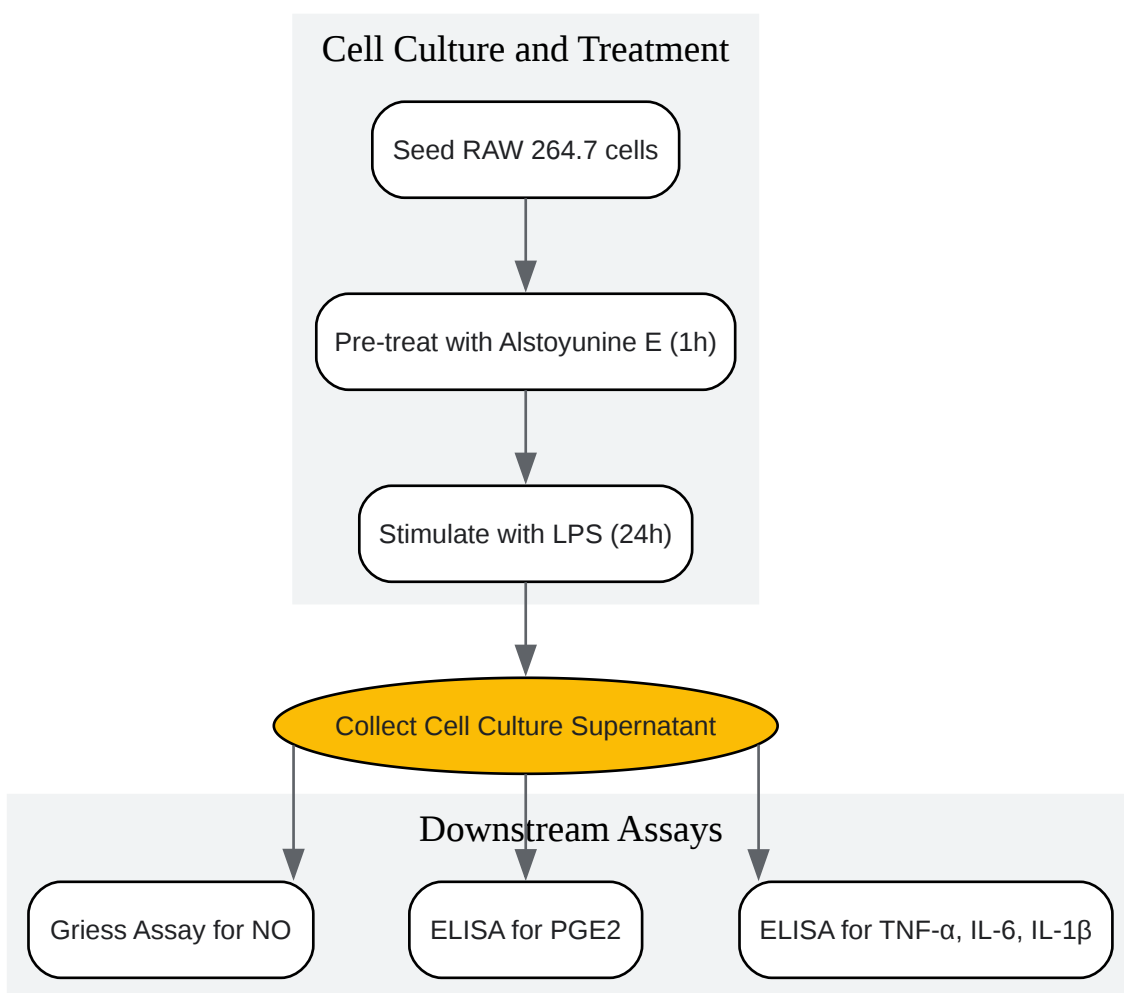 Cell Culture and Treatment
Seed RAW 264.7 cells
Pre-treat with Alstoyunine E (1h)
Stimulate with LPS (24h)
Collect Cell Culture Supernatant
Downstream Assays
Griess Assay for NO
ELISA for PGE2
ELISA for TNF-α, IL-6, IL-1β